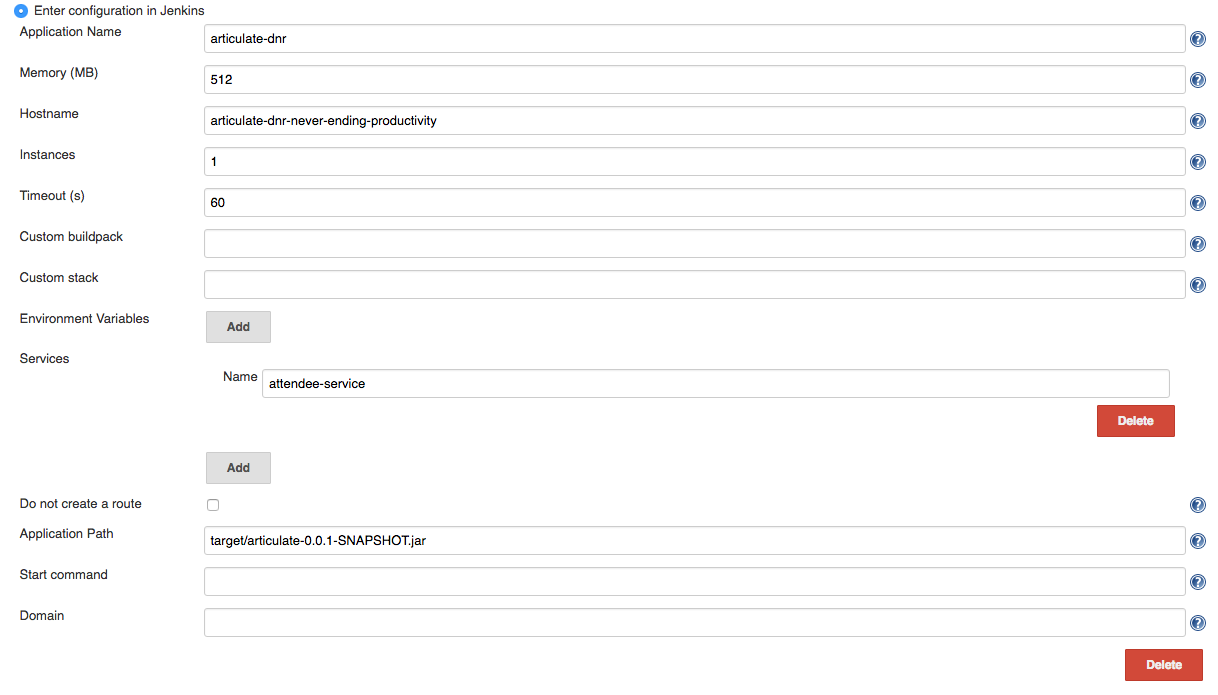 Enter configuration in Jenkins
Application Name
articulate-dnr
Memory (MB)
512
Hostname
articulate-dnr-never-ending-productivity
Instances
1
Timeout (s)
60
Custom buildpack
Custom stack
Environment Variables
Add
Services
Name
attendee-service
Delete
Add
Do not create a route
Application Path
target/articulate-0.0.1-SNAPSHOT.jar
Start command
Domain
Delete